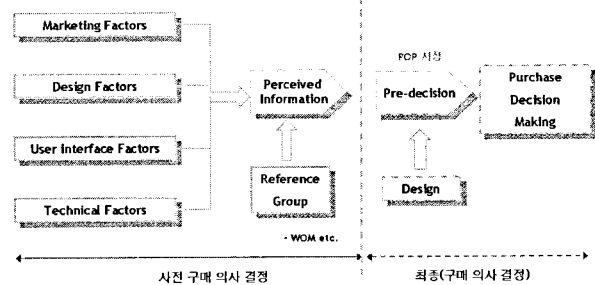 Marketing Factors
Design Factors
User interface Factors
Technical Factors
Perceived
Information
Reference
Group
- WOM etc.
POP 시점
Pre-decision
Design
Purchase
Decision
Making
사전 구매 의사 결정
최종(구매 의사 결정)